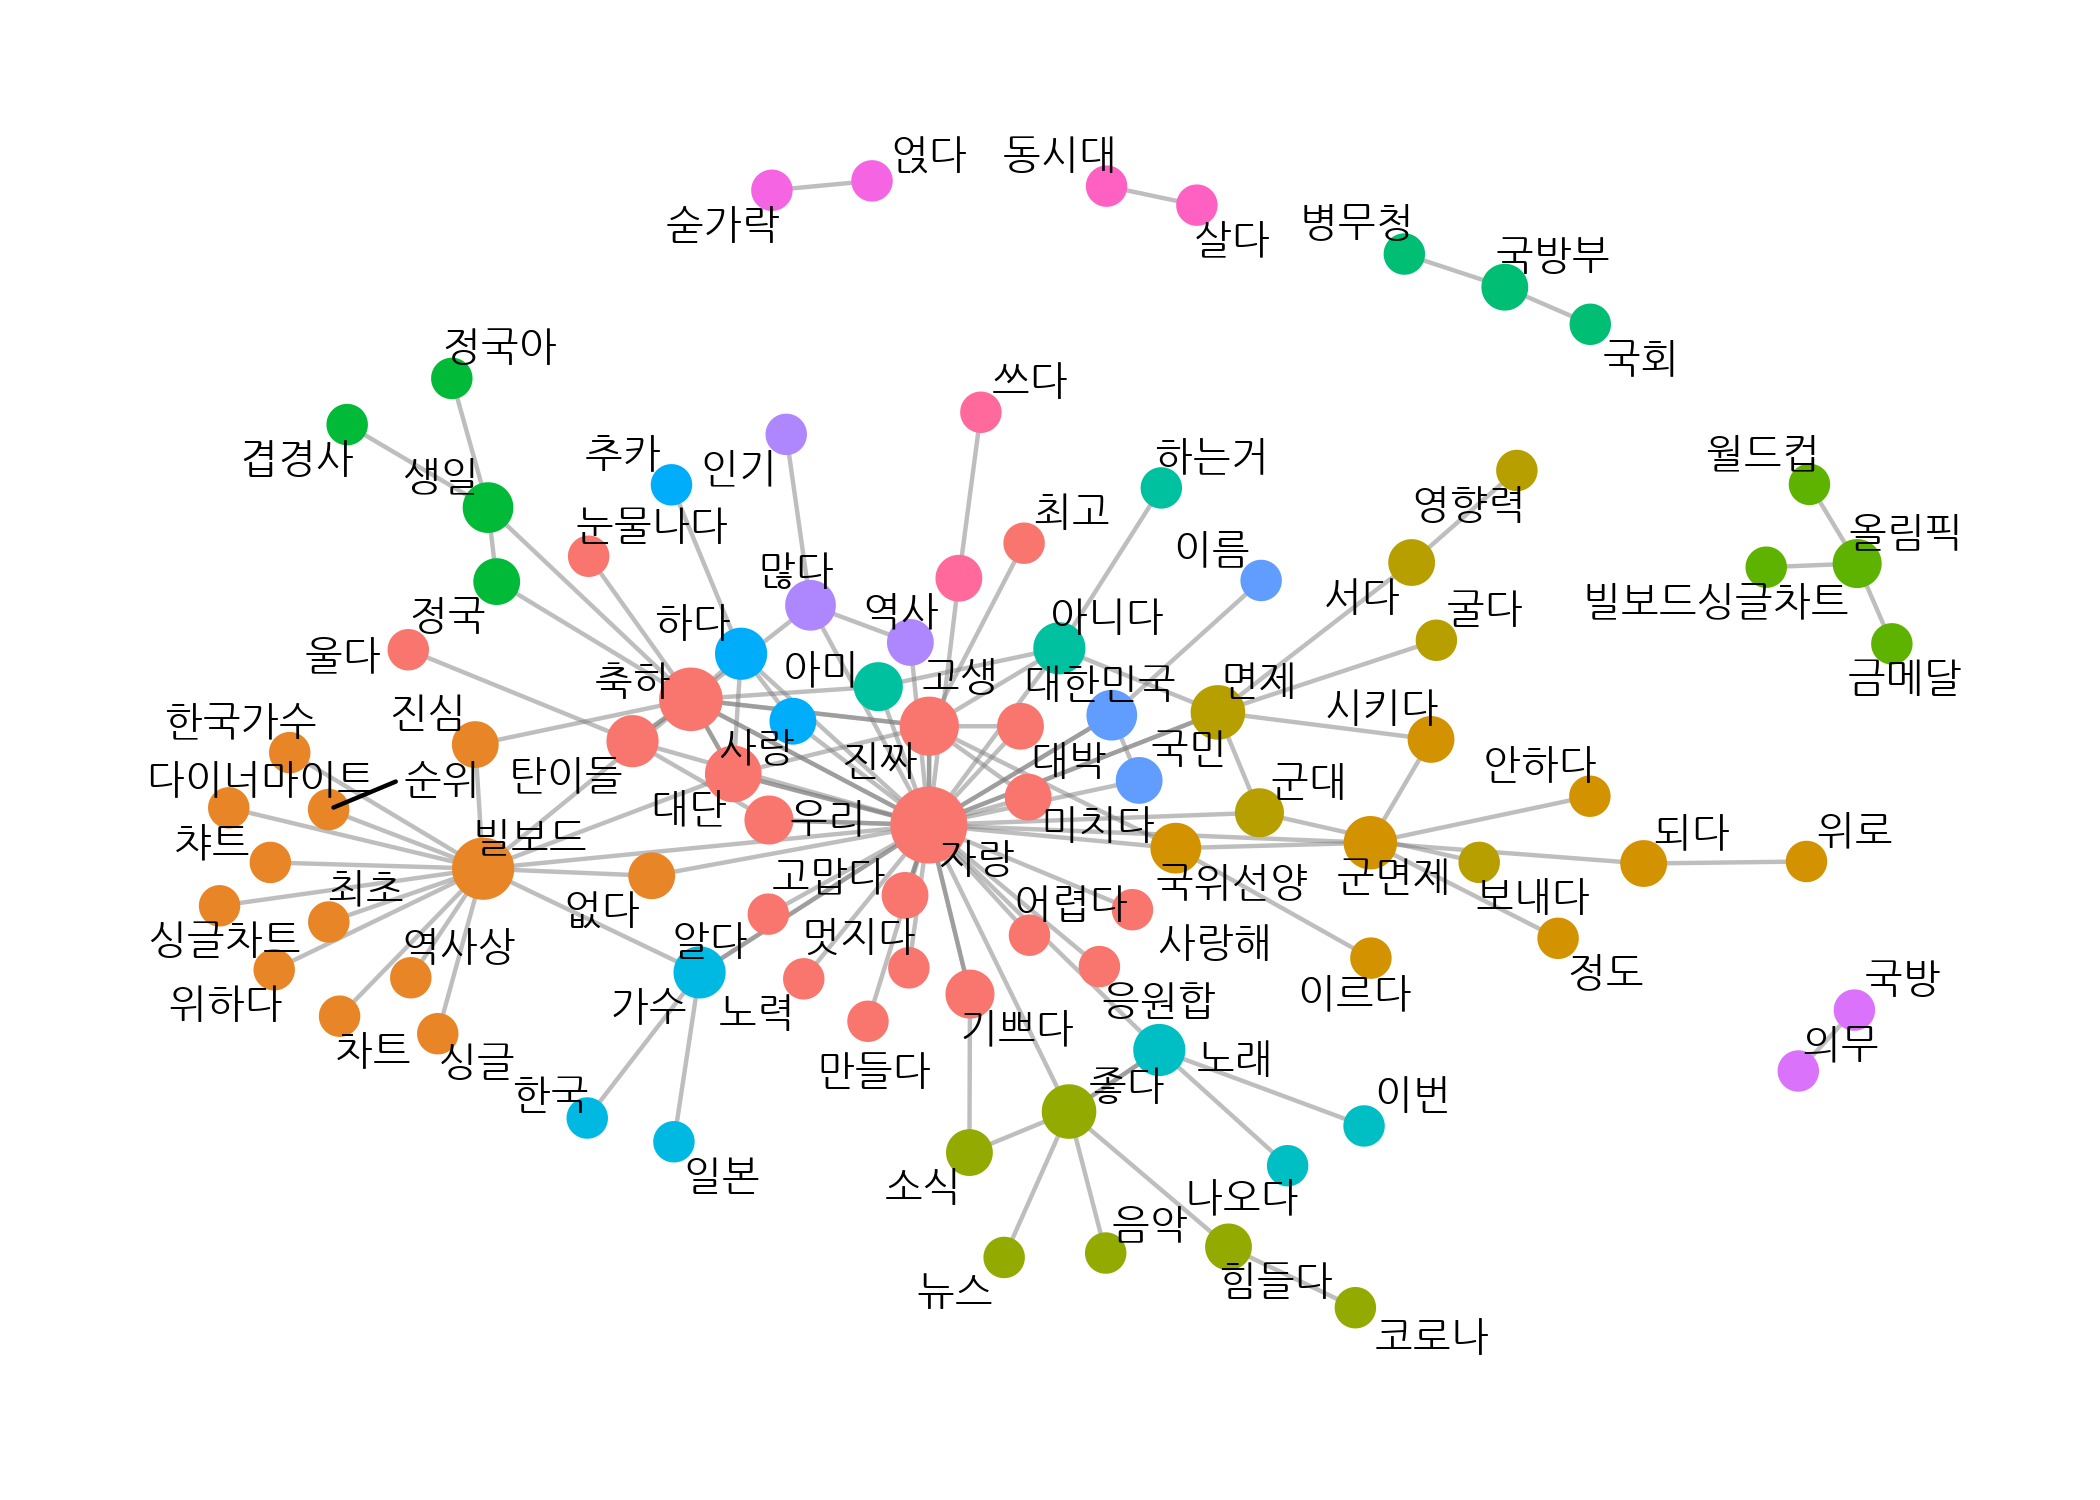 얹다
동시대
숟가락
살다
병무청
국방부
국회
정국아
쓰다
겹경사
생일
추카
인기
하는거
월드컵
영향력
최고
눈물나다
올림픽
이름
많다
서다
굴다
빌보드싱글차트
정국
하다
역사
아니다
울다
축하
아미
고생
대한민국
면제
금메달
한국가수
진심
시키다
사랑
진짜
대박
국민
다이너마이트
순위
탄이들
군대
안하다
대단
우리
미치다
되다
위로
챠트
빌보드
자랑
최초
고맙다
국위선양
군면제
보내다
없다
어렵다
싱글차트
역사상
알다
멋지다
사랑해
국방
위하다
가수
노력
응원합
이르다
정도
차트
싱글
기쁘다
의무
만들다
노래
한국
좋다
이번
일본
소식
나오다
음악
뉴스
힘들다
코로나